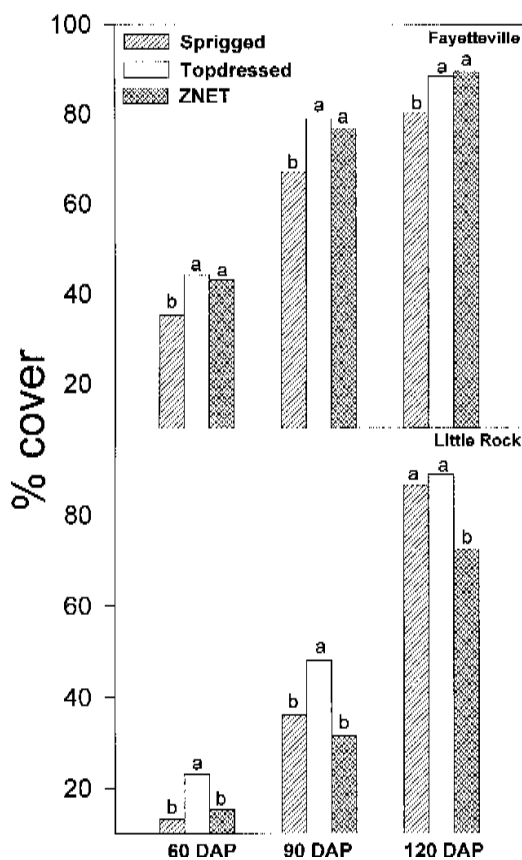 100
Fayetteville
Sprigged
Topdressed
ZNET
80
60
40
20
b
a
a
b
a
a
b
a
a
% cover
Little Rock
80
60
40
20
b
a
b
b
a
b
a
a
b
60 DAP
90 DAP
120 DAP